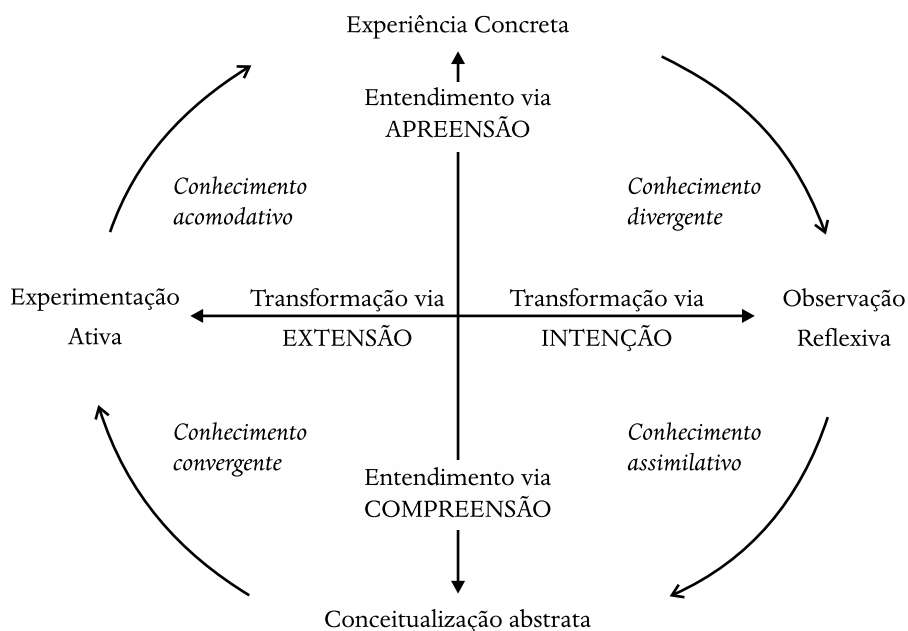 Experiência Concreta
Entendimento via
APREENSÃO
Conhecimento
acomodativo
Conhecimento
divergente
Experimentação
Ativa
Transformação via
EXTENSÃO
Transformação via
INTENÇÃO
Observação
Reflexiva
Conhecimento
convergente
Conhecimento
assimilativo
Entendimento via
COMPREENSÃO
Conceitualização abstrata